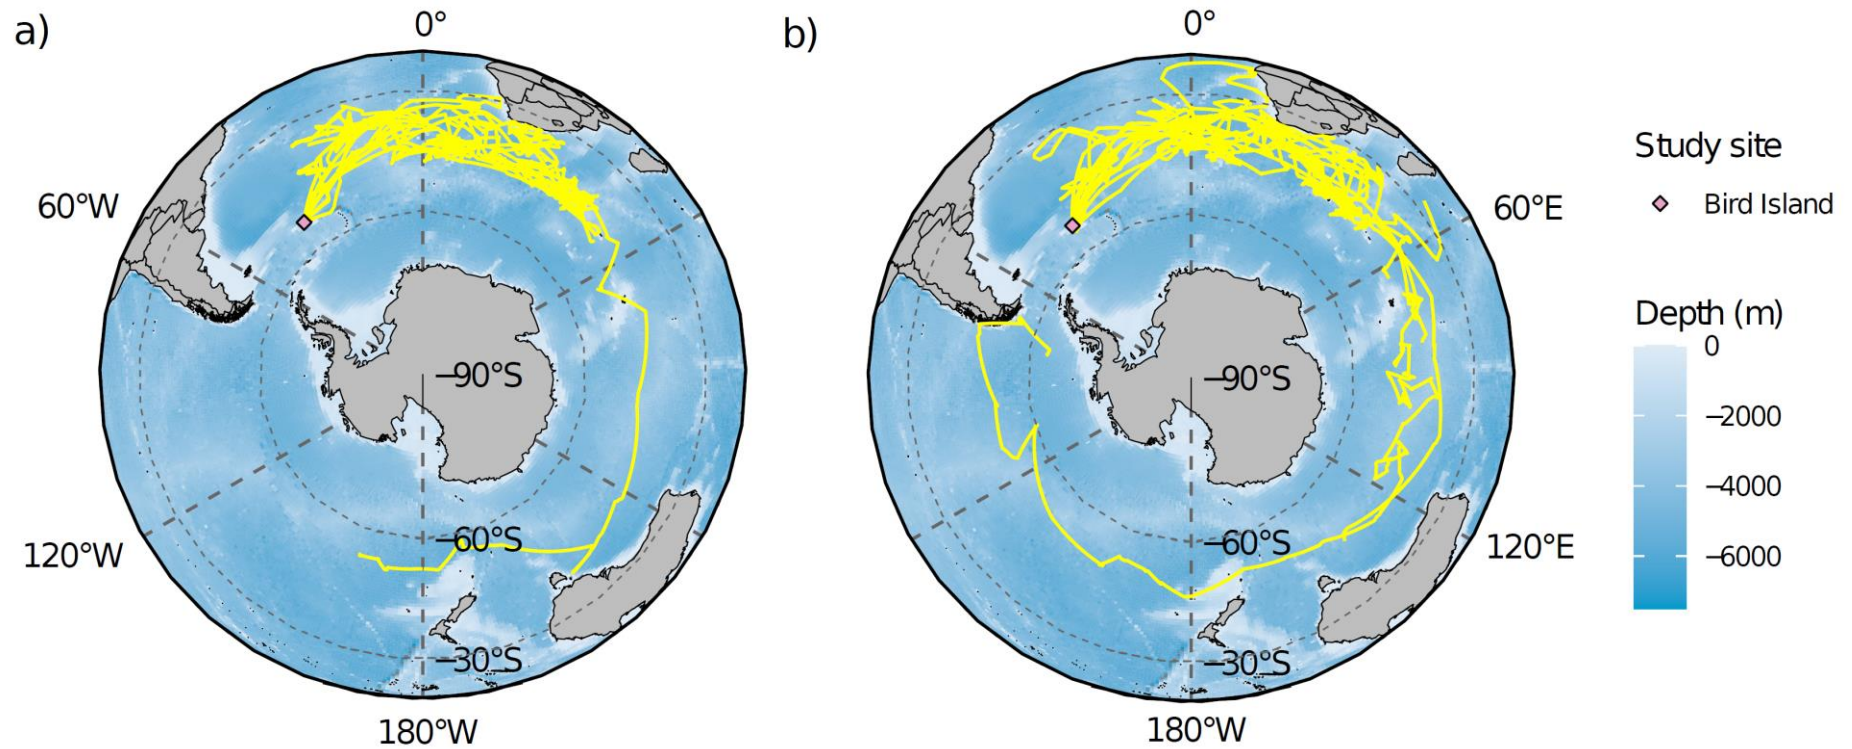 a)
0°
60°W
120°W
180°W
−90°S
−60°S
−30°S
b)
0°
60°E
120°E
180°W
−90°S
−60°S
−30°S
Study site
Bird Island
Depth (m)
0
−2000
−4000
−6000